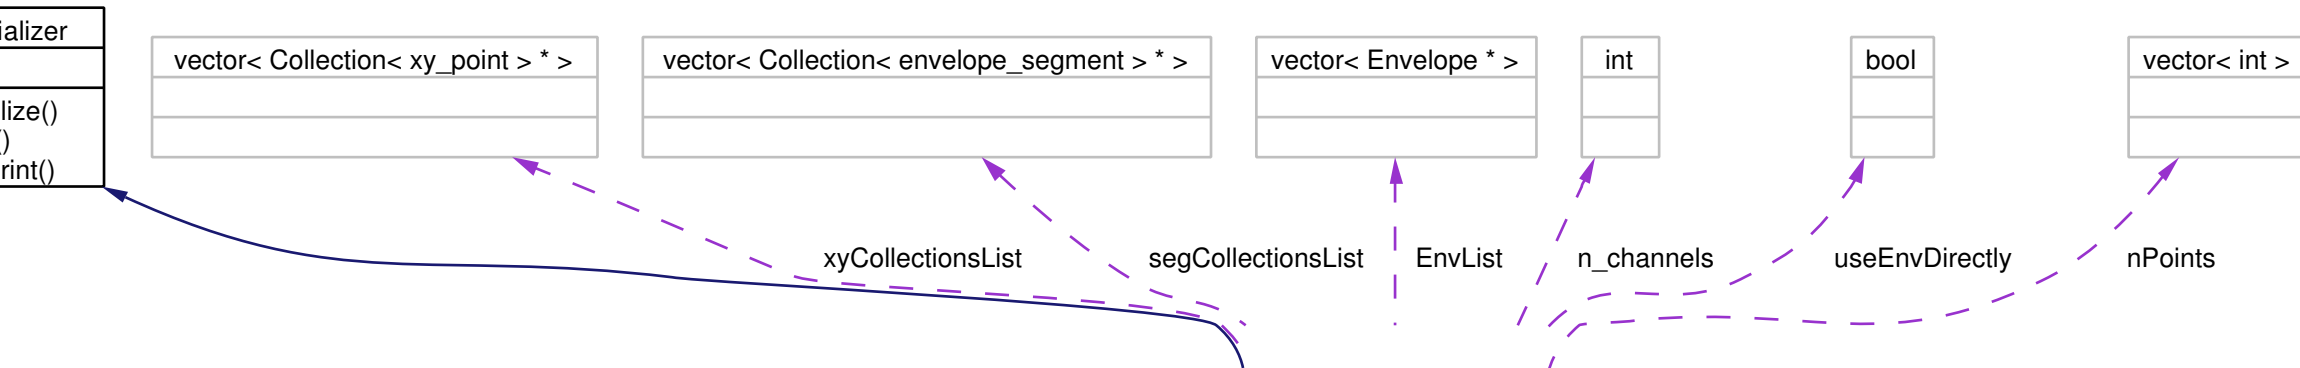 ializer
lize()
()
rint()
vector< Collection< xy_point > * >
vector< Collection< envelope_segment > * >
vector< Envelope * >
int
bool
vector< int >
xyCollectionsList
segCollectionsList
EnvList
n_channels
useEnvDirectly
nPoints